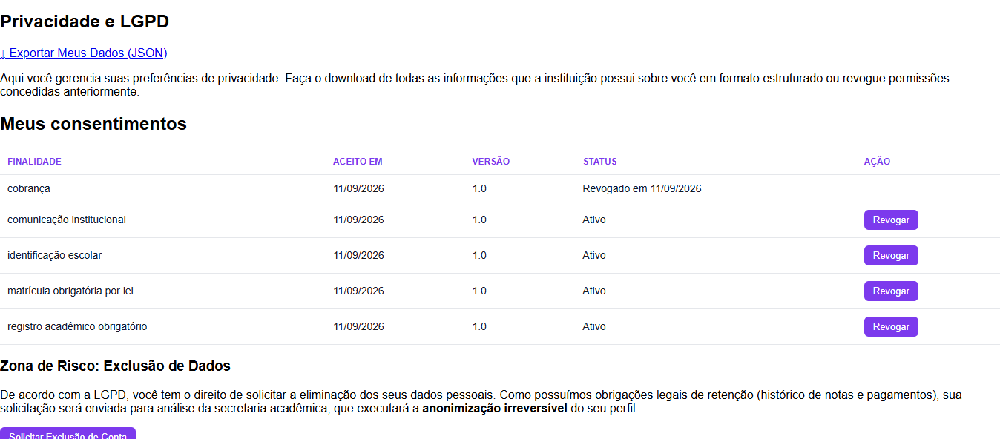 Privacidade e LGPD
↓ Exportar Meus Dados (JSON)
Aqui você gerencia suas preferências de privacidade. Faça o download de todas as informações que a instituição possui sobre você em formato estruturado ou revogue permissões
concedidas anteriormente.
Meus consentimentos
FINALIDADE ACEITO EM VERSÃO STATUS AÇÃO
cobrança 11/09/2026 1.0 Revogado em 11/09/2026
comunicação institucional 11/09/2026 1.0 Ativo Revogar
identificação escolar 11/09/2026 1.0 Ativo Revogar
matrícula obrigatória por lei 11/09/2026 1.0 Ativo Revogar
registro acadêmico obrigatório 11/09/2026 1.0 Ativo Revogar
Zona de Risco: Exclusão de Dados
De acordo com a LGPD, você tem o direito de solicitar a eliminação dos seus dados pessoais. Como possuímos obrigações legais de retenção (histórico de notas e pagamentos), sua
solicitação será enviada para análise da secretaria acadêmica, que executará a anonimização irreversível do seu perfil.
Solicitar Exclusão de Conta